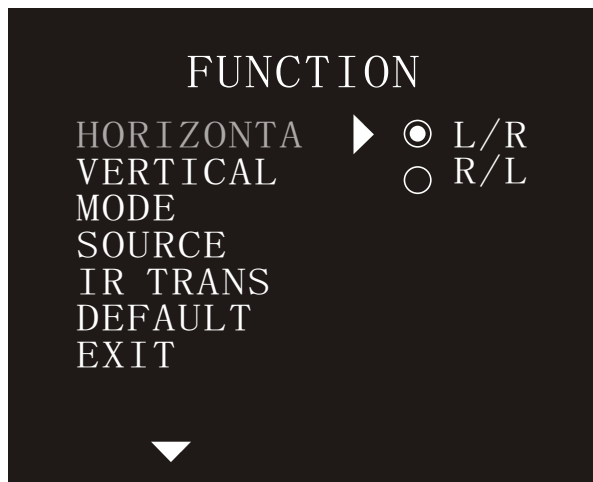 FUNCTION
HORIZONTA L/R
VERTICAL R/L
MODE
SOURCE
IR TRANS
DEFAULT
EXIT